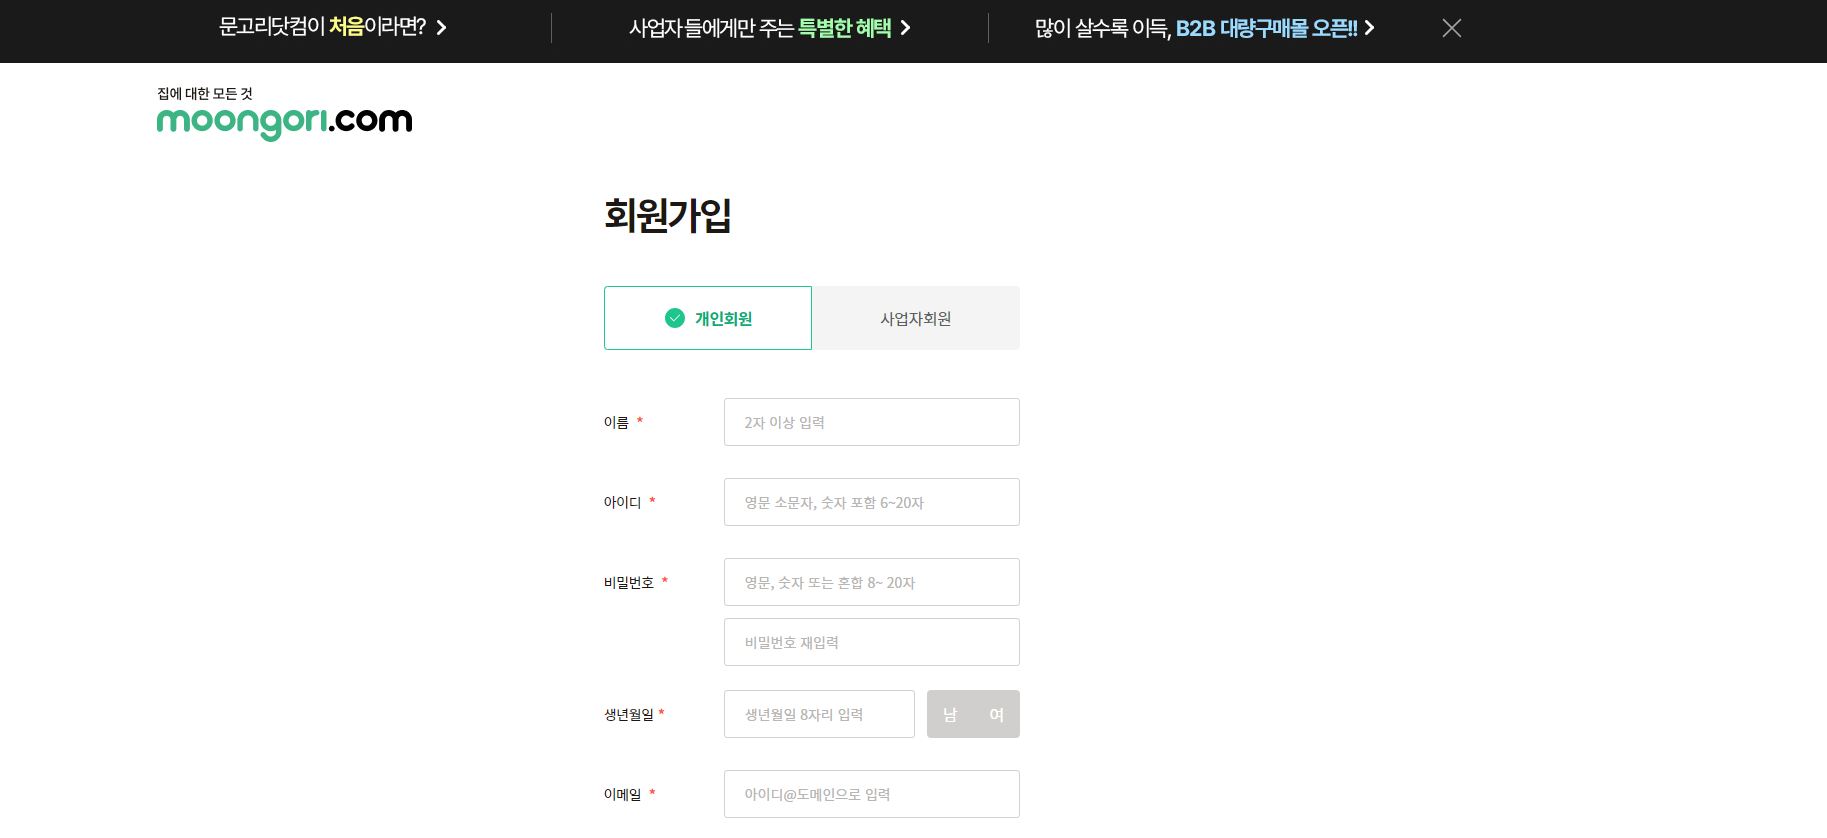 문고리닷컴이 처음이라면?
사업자들에게만 주는 특별한 혜택
많이 살수록 이득, B2B 대량구매몰 오픈!!
집에 대한 모든 것
moongori.com
회원가입
개인회원
사업자회원
이름 *
2자 이상 입력
아이디 *
영문 소문자, 숫자 포함 6~20자
비밀번호 *
영문, 숫자 또는 혼합 8~ 20자
비밀번호 재입력
생년월일 *
생년월일 8자리 입력
남 여
이메일 *
아이디@도메인으로 입력